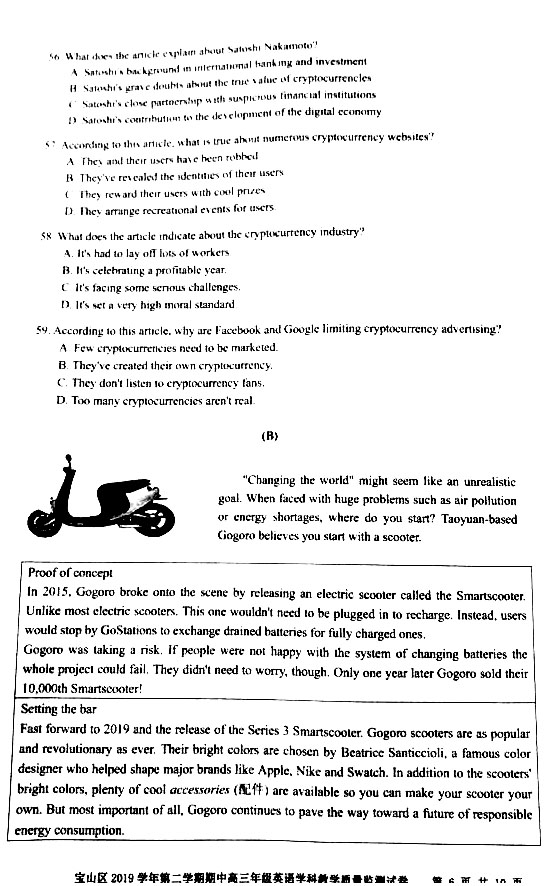 56. What does the article explain about Satoshi Nakamoto?
A. Satoshi's background in international banking and investment
B. Satoshi's grave doubts about the true value of cryptocurrencies
C. Satoshi's close partnership with suspicious financial institutions
D. Satoshi's contribution to the development of the digital economy
57. According to this article, what is true about numerous cryptocurrency websites?
A. They and their users have been robbed
B. They've revealed the identities of their users
C. They reward their users with cool prizes
D. They arrange recreational events for users.
58. What does the article indicate about the cryptocurrency industry?
A. It's had to lay off lots of workers
B. It's celebrating a profitable year.
C. It's facing some serious challenges.
D. It's set a very high moral standard
59. According to this article, why are Facebook and Google limiting cryptocurrency advertising?
A. Few cryptocurrencies need to be marketed.
B. They've created their own cryptocurrency.
C. They don't listen to cryptocurrency fans.
D. Too many cryptocurrencies aren't real.
(B)
"Changing the world" might seem like an unrealistic
goal. When faced with huge problems such as air pollution
or energy shortages, where do you start? Taoyuan-based
Gogoro believes you start with a scooter.
Proof of concept
In 2015, Gogoro broke onto the scene by releasing an electric scooter called the Smartscooter.
Unlike most electric scooters. This one wouldn't need to be plugged in to recharge. Instead, users
would stop by GoStations to exchange drained batteries for fully charged ones.
Gogoro was taking a risk. If people were not happy with the system of changing batteries the
whole project could fail. They didn't need to worry, though. Only one year later Gogoro sold their
10,000th Smartscooter!
Setting the bar
Fast forward to 2019 and the release of the Series 3 Smartscooter. Gogoro scooters are as popular
and revolutionary as ever. Their bright colors are chosen by Beatrice Santiccioli, a famous color
designer who helped shape major brands like Apple, Nike and Swatch. In addition to the scooters'
bright colors, plenty of cool accessories (配件) are available so you can make your scooter your
own. But most important of all, Gogoro continues to pave the way toward a future of responsible
energy consumption.
宝山区 2019 学年第二学期期中高三年级英语学科教学质量监测试卷 第 6 页 共 10 页